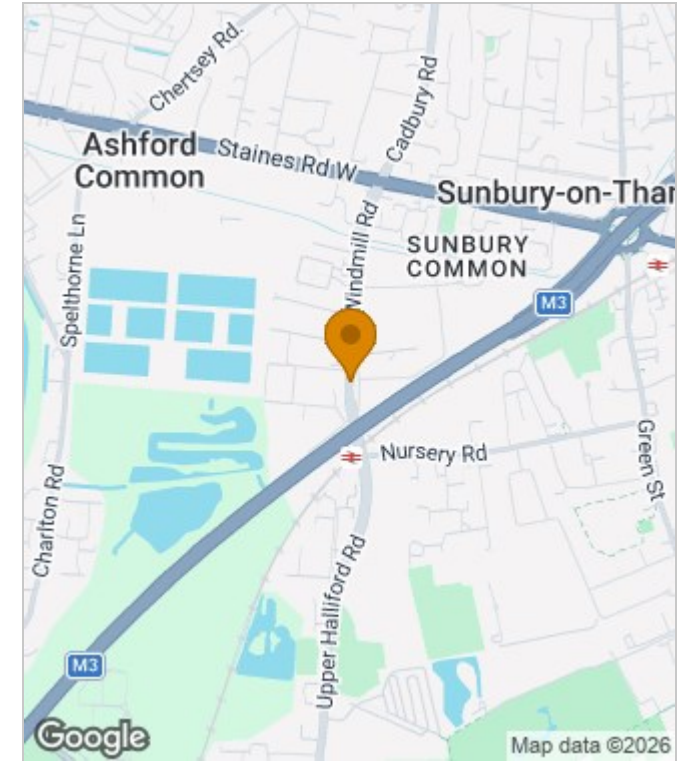 Chertsey Rd.
Cadbury Rd
Ashford
Common
Staines Rd W
Sunbury-on-Thar
SUNBURY
COMMON
Windmill Rd
Spelthorne Ln
M3
Nursery Rd
Green St
Charlton Rd
Upper Halliford Rd
M3
Google
Map data ©2026